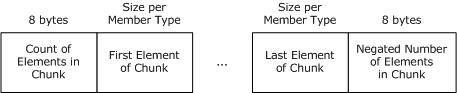 8 bytes
Size per
Member Type
Size per
Member Type
8 bytes
Count of
Elements in
Chunk
First Element
of Chunk
...
Last Element
of Chunk
Negated Number
of Elements
in Chunk